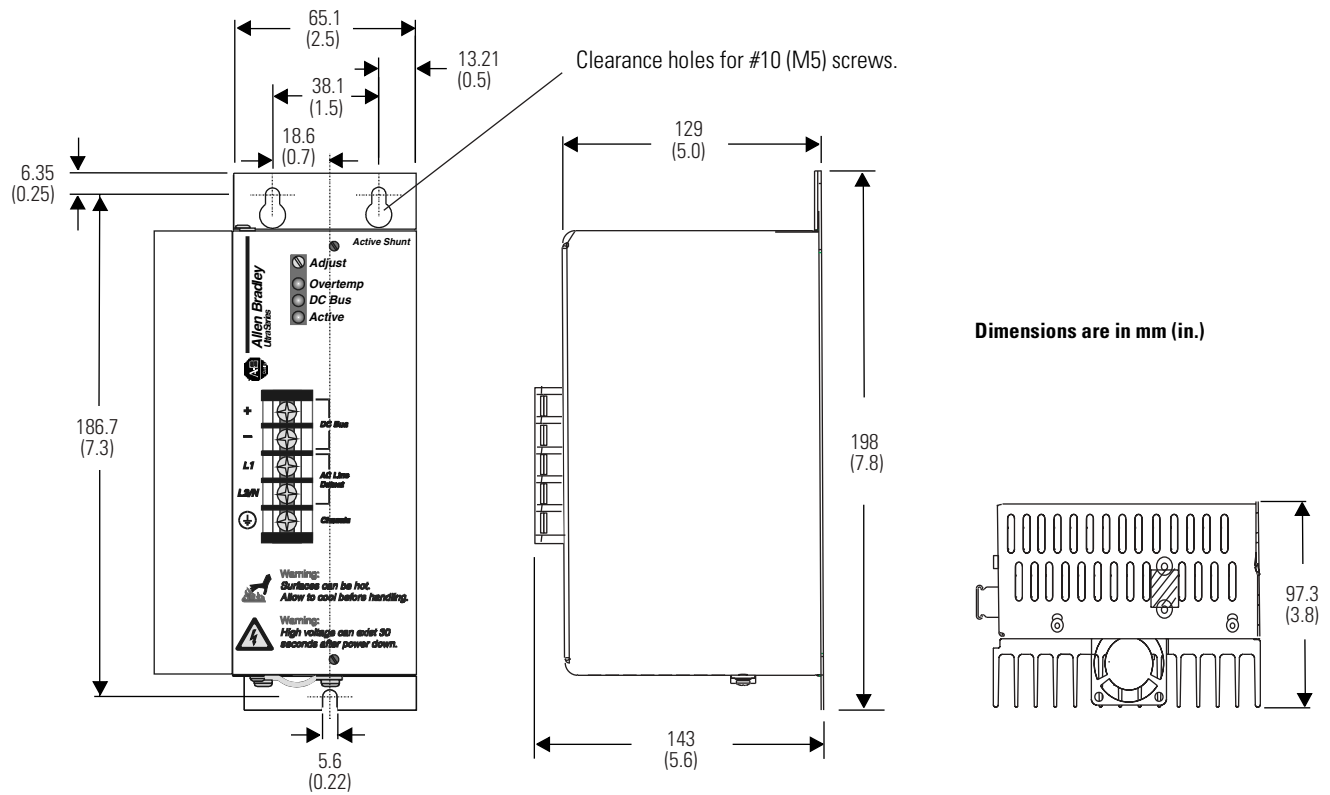 65.1
(2.5)
13.21
(0.5)
Clearance holes for #10 (M5) screws.
38.1
(1.5)
18.6
(0.7)
129
(5.0)
6.35
(0.25)
Active Shunt
Adjust
Overtemp
DC Bus
Active
Allen Bradley
UltraSeries
A-B
Dimensions are in mm (in.)
186.7
(7.3)
+
−
DC Bus
L1
L2/N
AC Line
Chassis
198
(7.8)
Warning:
Surfaces can be hot.
Allow to cool before handling.
Warning:
High voltage can exist 30
seconds after power down.
97.3
(3.8)
5.6
(0.22)
143
(5.6)